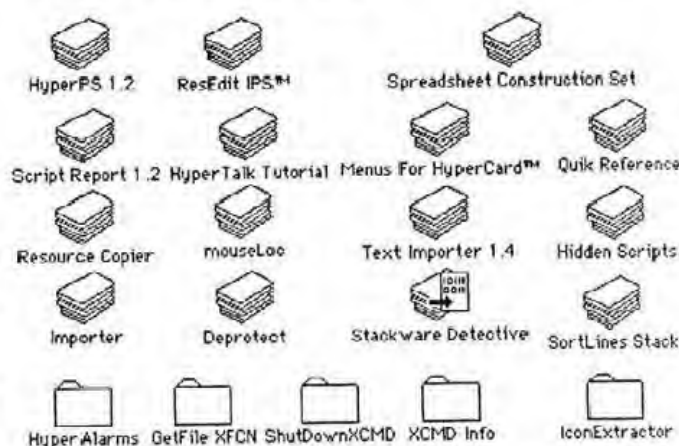 HyperPS 1.2 ResEdit IPS™ Spreadsheet Construction Set
Script Report 1.2 HyperTalk Tutorial Menus For HyperCard™ Quik Reference
Resource Copier mouseLoc Text Importer 1.4 Hidden Scripts
Importer Deprotect Stackware Detective SortLines Stack
HyperAlarms GetFile XFCN ShutDownXCMD XCMD Info IconExtractor